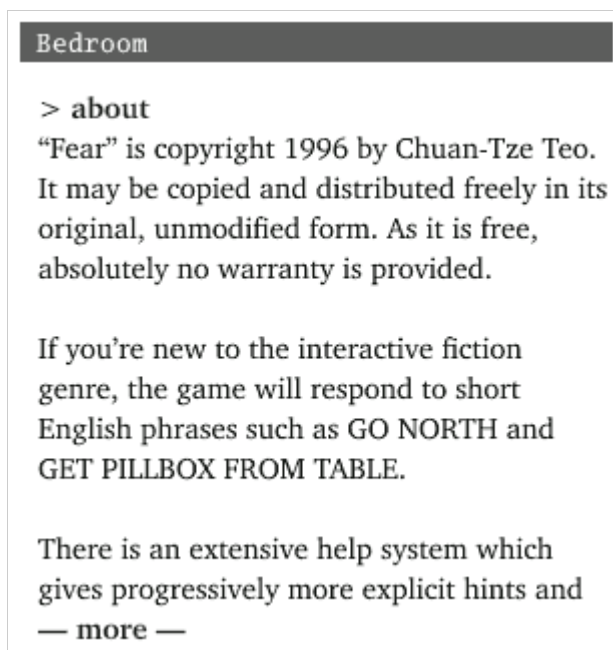 Bedroom
> about
“Fear” is copyright 1996 by Chuan-Tze Teo.
It may be copied and distributed freely in its
original, unmodified form. As it is free,
absolutely no warranty is provided.
If you’re new to the interactive fiction
genre, the game will respond to short
English phrases such as GO NORTH and
GET PILLBOX FROM TABLE.
There is an extensive help system which
gives progressively more explicit hints and
— more —